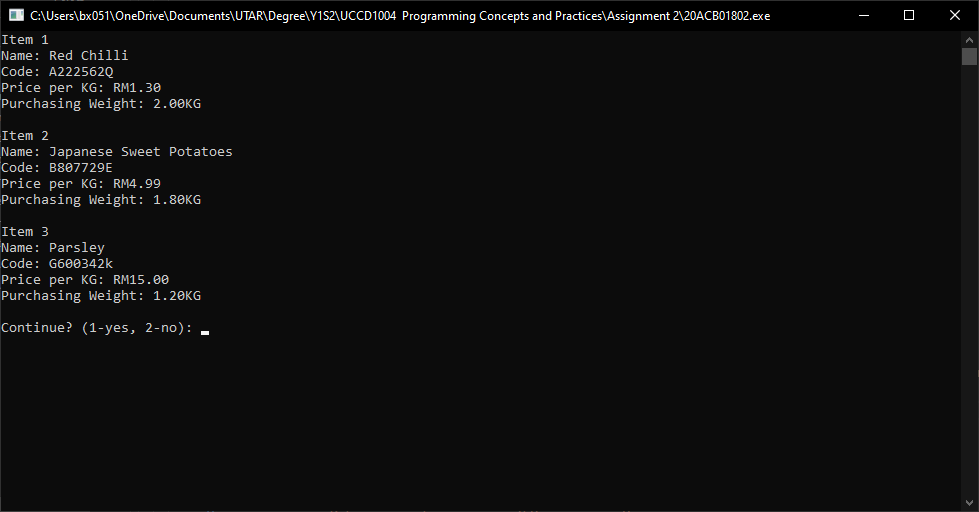 C:\Users\bx051\OneDrive\Documents\UTAR\Degree\Y1S2\UCCD1004  Programming Concepts and Practices\Assignment 2\20ACB01802.exe
Item 1
Name: Red Chilli
Code: A222562Q
Price per KG: RM1.30
Purchasing Weight: 2.00KG
Item 2
Name: Japanese Sweet Potatoes
Code: B807729E
Price per KG: RM4.99
Purchasing Weight: 1.80KG
Item 3
Name: Parsley
Code: G600342k
Price per KG: RM15.00
Purchasing Weight: 1.20KG
Continue? (1-yes, 2-no):